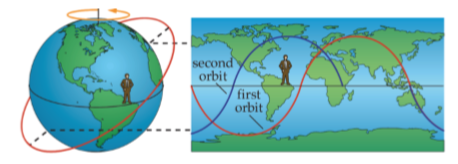 second
orbit
first
orbit